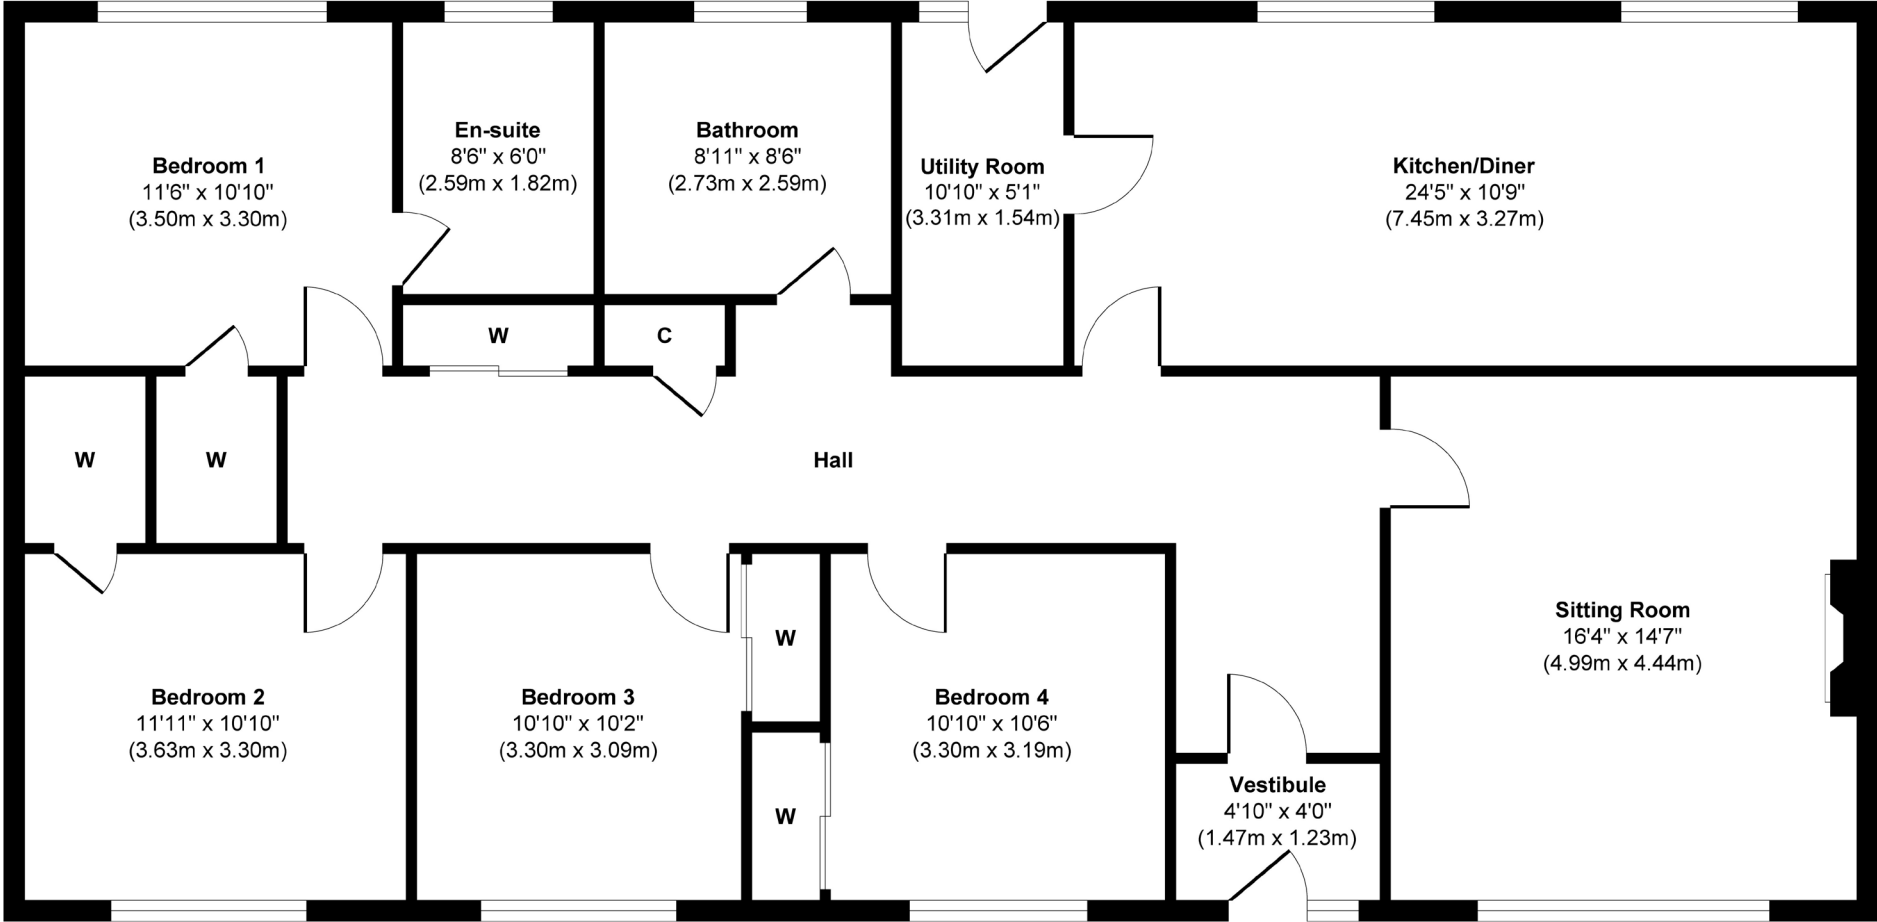 Bedroom 1
11'6" x 10'10"
(3.50m x 3.30m)
En-suite
8'6" x 6'0"
(2.59m x 1.82m)
Bathroom
8'11" x 8'6"
(2.73m x 2.59m)
Utility Room
10'10" x 5'1"
(3.31m x 1.54m)
Kitchen/Diner
24'5" x 10'9"
(7.45m x 3.27m)
W
C
W
W
Hall
Sitting Room
16'4" x 14'7"
(4.99m x 4.44m)
Bedroom 2
11'11" x 10'10"
(3.63m x 3.30m)
Bedroom 3
10'10" x 10'2"
(3.30m x 3.09m)
W
W
Bedroom 4
10'10" x 10'6"
(3.30m x 3.19m)
Vestibule
4'10" x 4'0"
(1.47m x 1.23m)